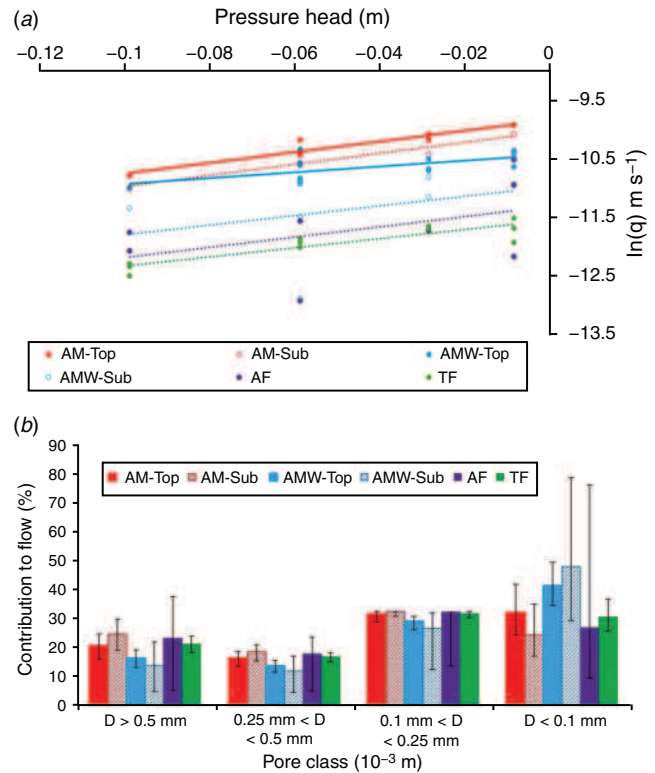 (a)
Pressure head (m)
−0.12 −0.1 −0.08 −0.06 −0.04 −0.02 0
−9.5
−10.5
−11.5
−12.5
−13.5
ln(q) m s⁻¹
AM-Top AM-Sub AMW-Top
AMW-Sub AF TF
(b)
90
80
70
60
50
40
30
20
10
0
Contribution to flow (%)
AM-Top AM-Sub AMW-Top AMW-Sub AF TF
D > 0.5 mm 0.25 mm < D 0.1 mm < D D < 0.1 mm
< 0.5 mm < 0.25 mm
Pore class (10⁻³ m)